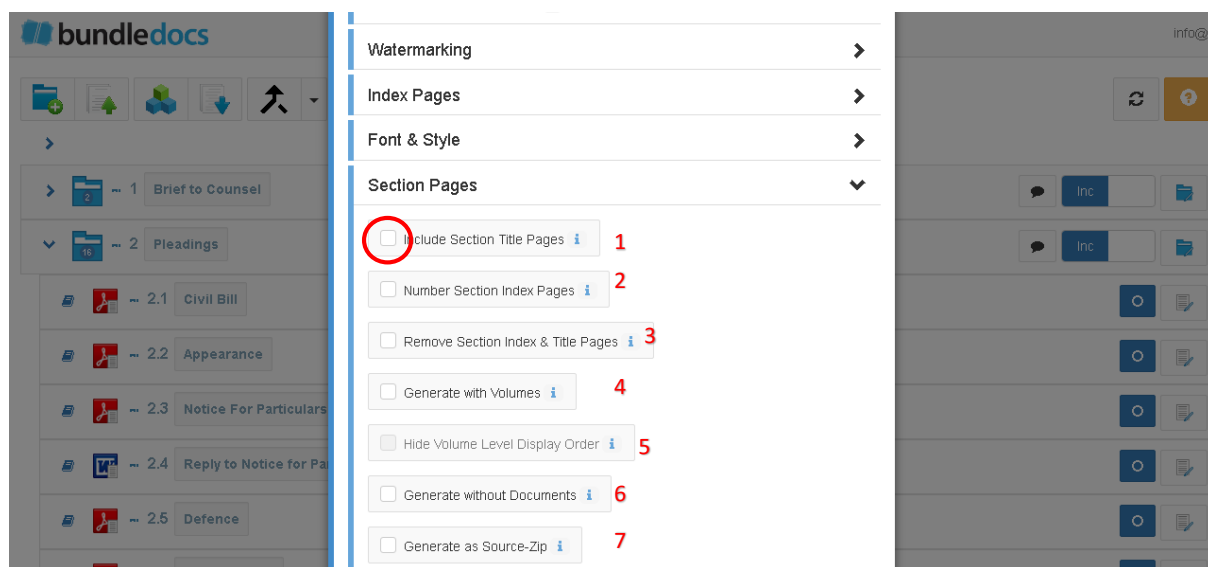 bundledocs
info@
Watermarking
Index Pages
Font & Style
Section Pages
1 Brief to Counsel
2
Inc
Include Section Title Pages i 1
2 Pleadings
16
Inc
Number Section Index Pages i 2
2.1 Civil Bill
Remove Section Index & Title Pages i 3
2.2 Appearance
Generate with Volumes i 4
2.3 Notice For Particulars
Hide Volume Level Display Order i 5
2.4 Reply to Notice for Pa
Generate without Documents i 6
2.5 Defence
Generate as Source-Zip i 7